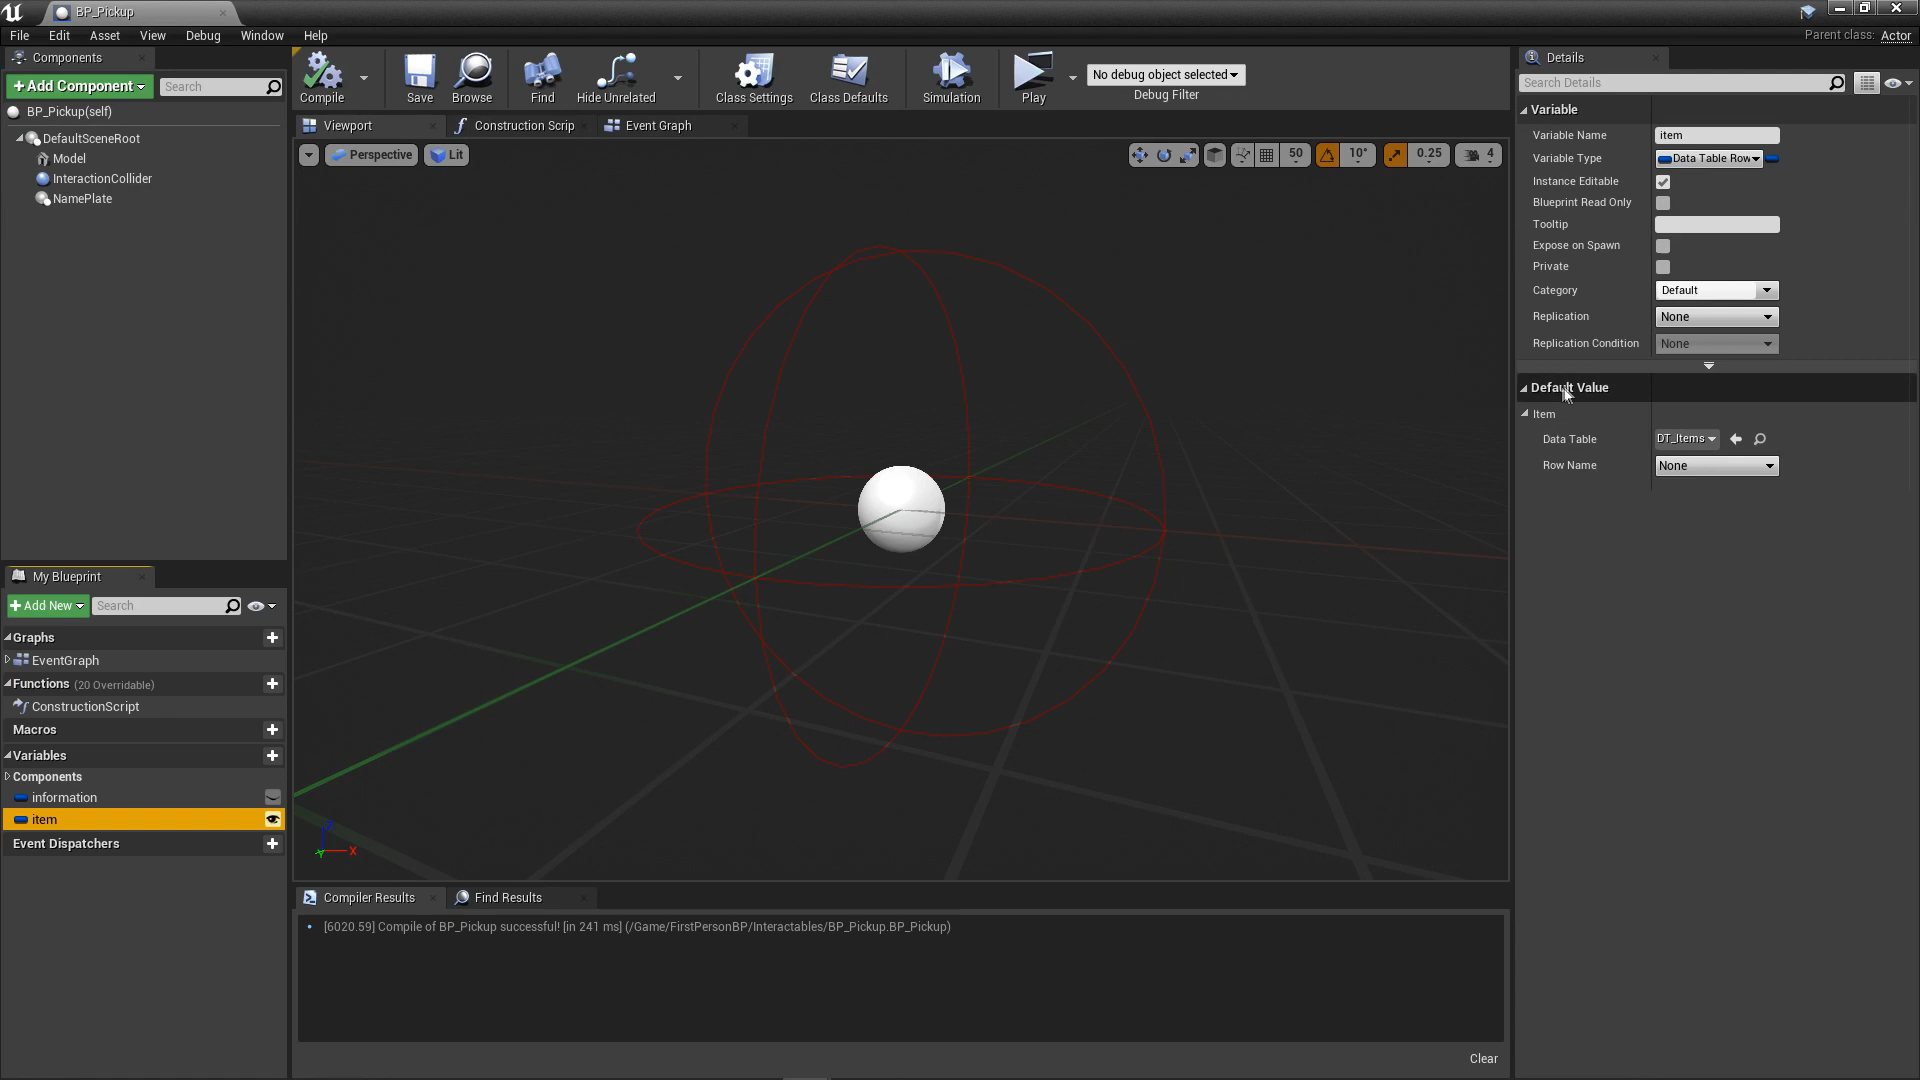 BP_Pickup
File Edit Asset View Debug Window Help
Parent class: Actor
Components
+Add Component
Search
BP_Pickup(self)
DefaultSceneRoot
Model
InteractionCollider
NamePlate
Compile
Save
Browse
Find
Hide Unrelated
Class Settings
Class Defaults
Simulation
Play
No debug object selected
Debug Filter
Viewport
Construction Scrip
Event Graph
Perspective
Lit
50
10°
0.25
4
X
Details
Search Details
Variable
Variable Name item
Variable Type Data Table Row
Instance Editable
Blueprint Read Only
Tooltip
Expose on Spawn
Private
Category Default
Replication None
Replication Condition None
Default Value
Item
Data Table DT_Items
Row Name None
My Blueprint
+Add New
Search
Graphs
EventGraph
Functions (20 Overridable)
ConstructionScript
Macros
Variables
Components
information
item
Event Dispatchers
Compiler Results
Find Results
[6020.59] Compile of BP_Pickup successful! [in 241 ms] (/Game/FirstPersonBP/Interactables/BP_Pickup.BP_Pickup)
Clear